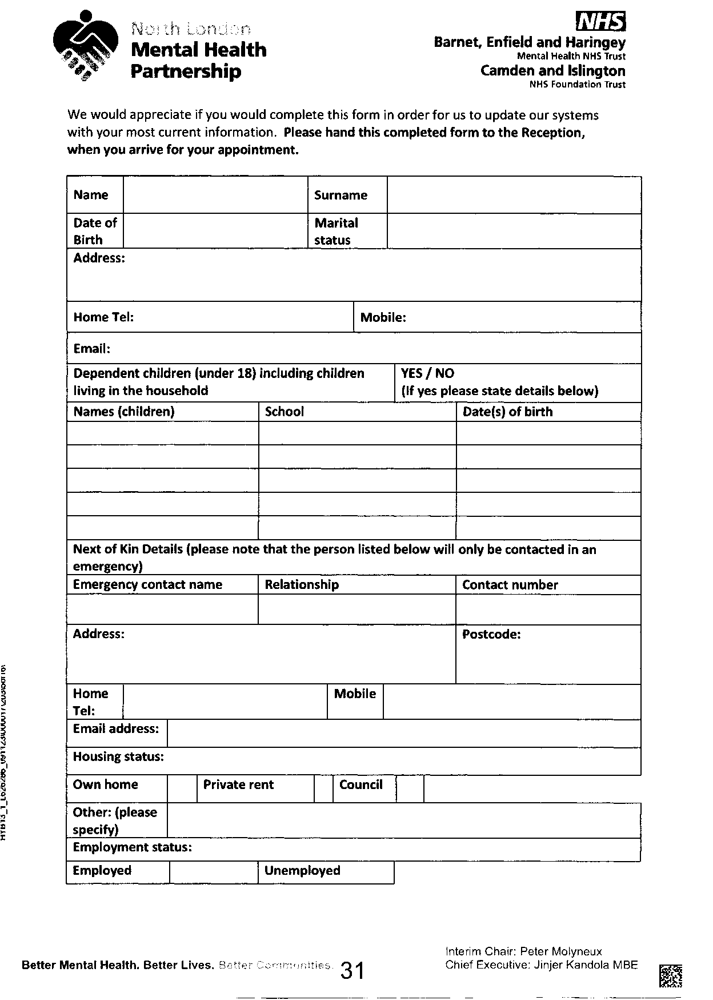 North London
Mental Health
Partnership
NHS
Barnet, Enfield and Haringey
Mental Health NHS Trust
Camden and Islington
NHS Foundation Trust
We would appreciate if you would complete this form in order for us to update our systems
with your most current information. Please hand this completed form to the Reception,
when you arrive for your appointment.
Name Surname
Date of Birth Marital status
Address:
Home Tel: Mobile:
Email:
Dependent children (under 18) including children living in the household YES / NO (If yes please state details below)
Names (children) School Date(s) of birth
Next of Kin Details (please note that the person listed below will only be contacted in an
emergency)
Emergency contact name Relationship Contact number
Address: Postcode:
Home Tel: Mobile
Email address:
Housing status:
Own home Private rent Council
Other: (please
specify)
Employment status:
Employed Unemployed
Interim Chair: Peter Molyneux
Better Mental Health. Better Lives. Better Communities. 31 Chief Executive: Jinjer Kandola MBE